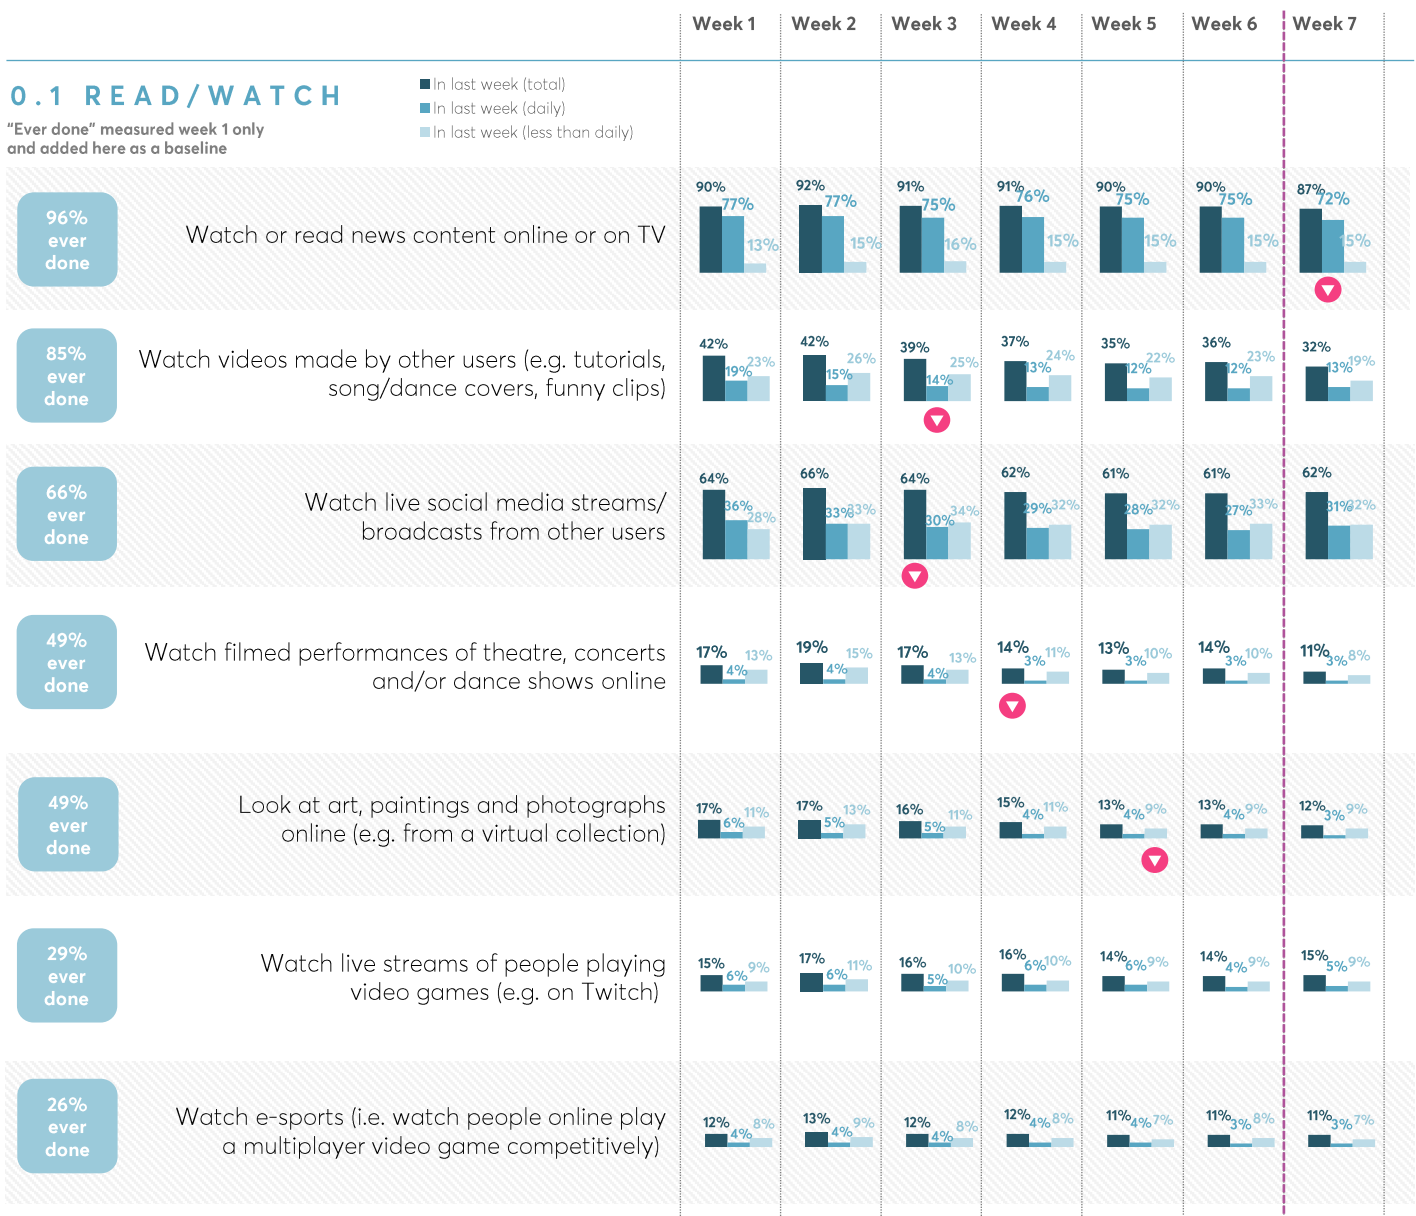 Week 1 Week 2 Week 3 Week 4 Week 5 Week 6 Week 7
0.1 READ/WATCH
"Ever done" measured week 1 only
and added here as a baseline
In last week (total)
In last week (daily)
In last week (less than daily)
96%
ever
done
Watch or read news content online or on TV
90% 77% 13%
92% 77% 15%
91% 75% 16%
91% 76% 15%
90% 75% 15%
90% 75% 15%
87% 72% 15%
85%
ever
done
Watch videos made by other users (e.g. tutorials,
song/dance covers, funny clips)
42% 19% 23%
42% 15% 26%
39% 14% 25%
37% 13% 24%
35% 12% 22%
36% 12% 23%
32% 13% 19%
66%
ever
done
Watch live social media streams/
broadcasts from other users
64% 36% 28%
66% 33% 33%
64% 30% 34%
62% 29% 32%
61% 28% 32%
61% 27% 33%
62% 31% 32%
49%
ever
done
Watch filmed performances of theatre, concerts
and/or dance shows online
17% 4% 13%
19% 4% 15%
17% 4% 13%
14% 3% 11%
13% 3% 10%
14% 3% 10%
11% 3% 8%
49%
ever
done
Look at art, paintings and photographs
online (e.g. from a virtual collection)
17% 6% 11%
17% 5% 13%
16% 5% 11%
15% 4% 11%
13% 4% 9%
13% 4% 9%
12% 3% 9%
29%
ever
done
Watch live streams of people playing
video games (e.g. on Twitch)
15% 6% 9%
17% 6% 11%
16% 5% 10%
16% 6% 10%
14% 6% 9%
14% 4% 9%
15% 5% 9%
26%
ever
done
Watch e-sports (i.e. watch people online play
a multiplayer video game competitively)
12% 4% 8%
13% 4% 9%
12% 4% 8%
12% 4% 8%
11% 4% 7%
11% 3% 8%
11% 3% 7%